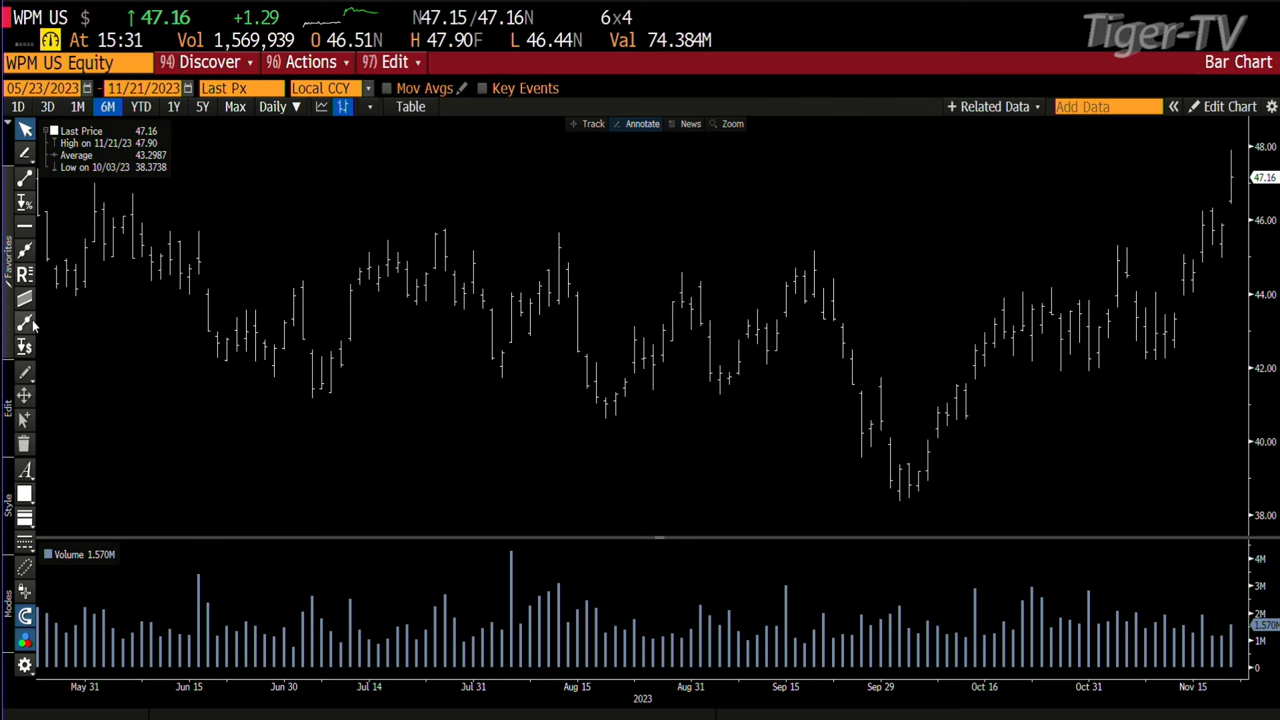 WPM US $ ↑ 47.16 +1.29 N47.15/47.16N 6x4
At 15:31 Vol 1,569,939 O 46.51N H 47.90F L 46.44N Val 74.384M
Tiger-TV
WPM US Equity 94) Discover 96) Actions 97) Edit Bar Chart
05/23/2023 - 11/21/2023 Last Px Local CCY Mov Avgs Key Events
1D 3D 1M 6M YTD 1Y 5Y Max Daily ▼ Table + Related Data Add Data « Edit Chart
Track Annotate News Zoom
Last Price 47.16
High on 11/21/23 47.90
Average 43.2987
Low on 10/03/23 38.3738
48.00
47.16
46.00
44.00
42.00
40.00
38.00
Favorites
Edit
Style
Modes
Volume 1.570M
4M
3M
2M
1.570M
1M
0
May 31 Jun 15 Jun 30 Jul 14 Jul 31 Aug 15 Aug 31 Sep 15 Sep 29 Oct 16 Oct 31 Nov 15
2023